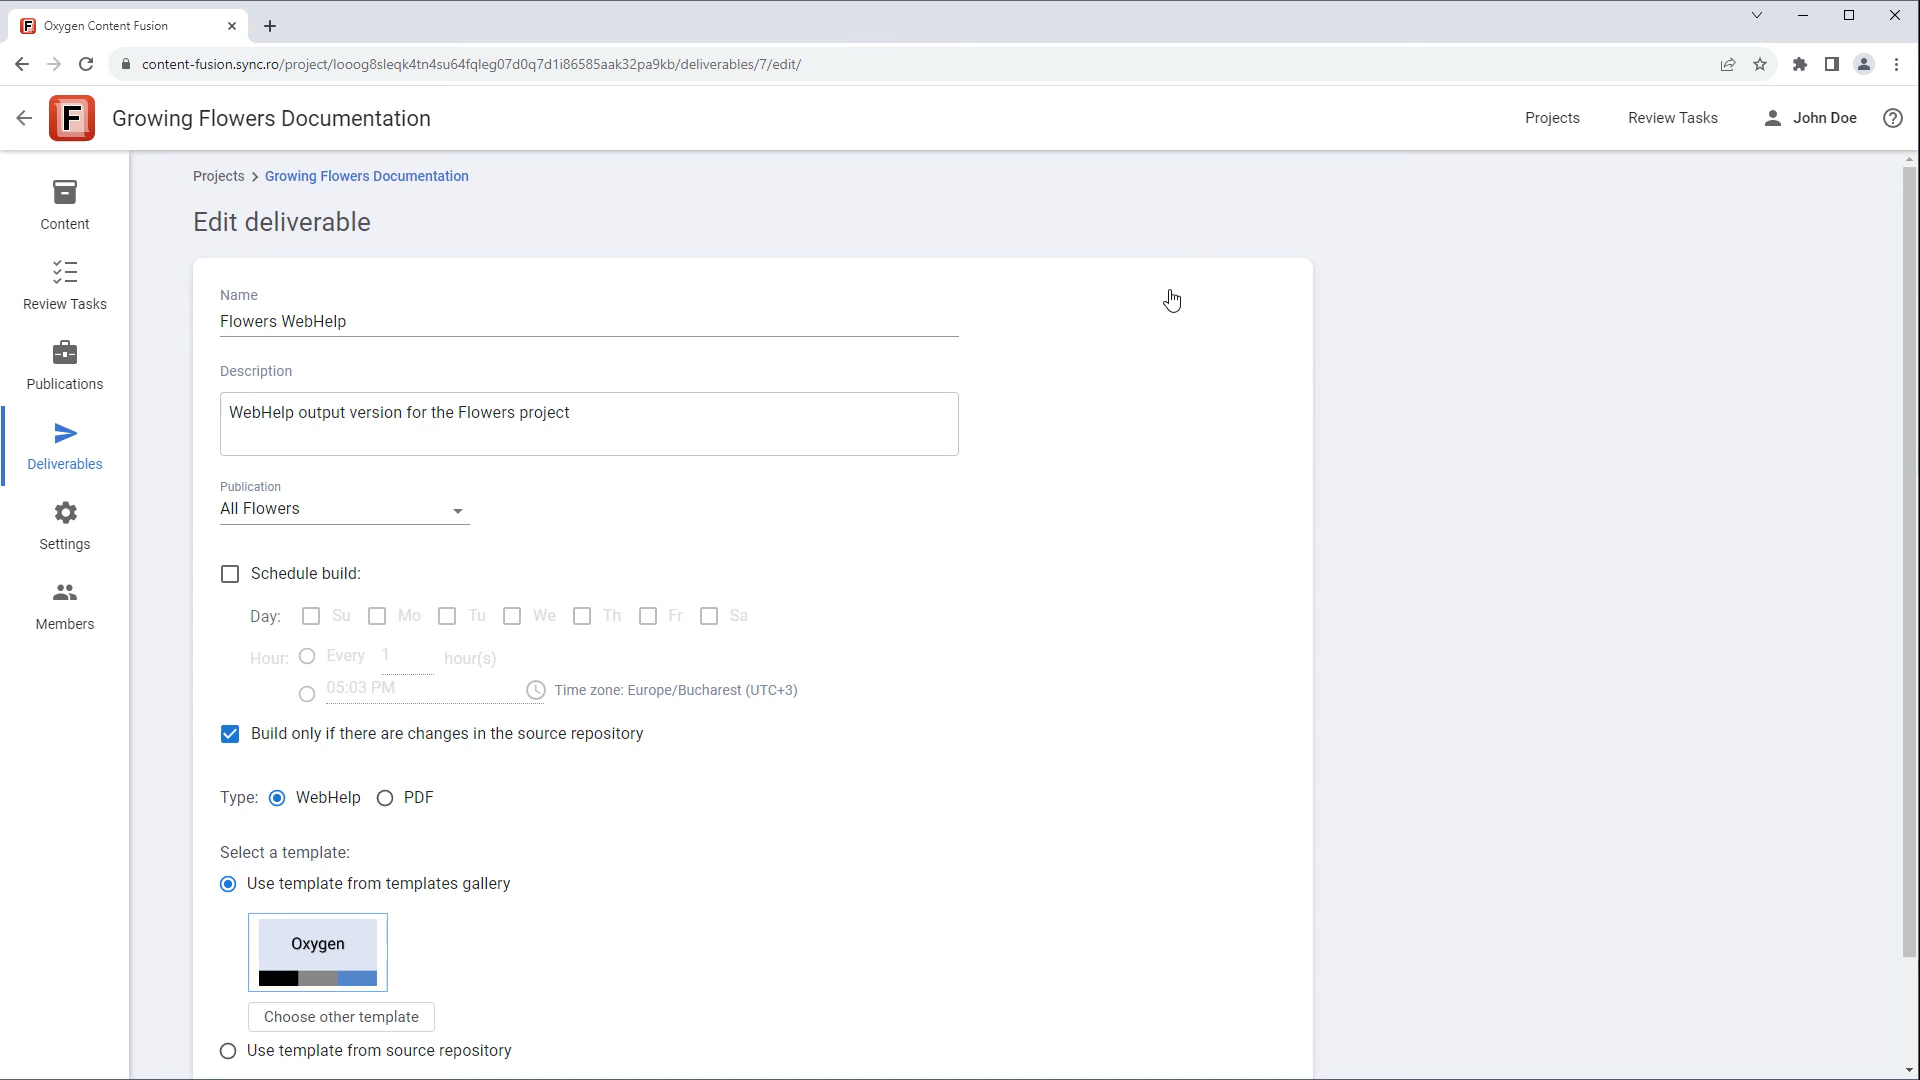 Oxygen Content Fusion
content-fusion.sync.ro/project/looog8sleqk4tn4su64fqleg07d0q7d1i86585aak32pa9kb/deliverables/7/edit/
F Growing Flowers Documentation Projects Review Tasks John Doe
Projects > Growing Flowers Documentation
Content
Review Tasks
Publications
Deliverables
Settings
Members
Edit deliverable
Name
Flowers WebHelp
Description
WebHelp output version for the Flowers project
Publication
All Flowers
Schedule build:
Day: Su Mo Tu We Th Fr Sa
Hour: Every 1 hour(s)
05:03 PM Time zone: Europe/Bucharest (UTC+3)
Build only if there are changes in the source repository
Type: WebHelp PDF
Select a template:
Use template from templates gallery
Oxygen
Choose other template
Use template from source repository